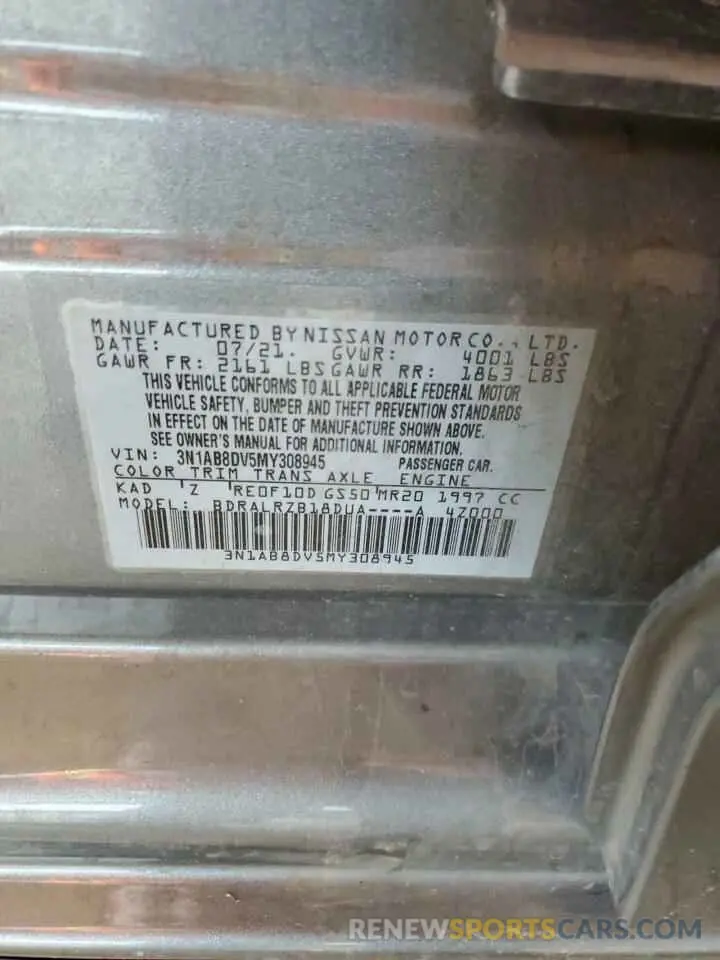 MANUFACTURED BY NISSAN MOTOR CO., LTD.
DATE: 07/21. GVWR: 4001 LBS
GAWR FR: 2161 LBS GAWR RR: 1863 LBS
THIS VEHICLE CONFORMS TO ALL APPLICABLE FEDERAL MOTOR
VEHICLE SAFETY, BUMPER AND THEFT PREVENTION STANDARDS
IN EFFECT ON THE DATE OF MANUFACTURE SHOWN ABOVE.
SEE OWNER'S MANUAL FOR ADDITIONAL INFORMATION.
VIN: 3N1AB8DV5MY308945 PASSENGER CAR.
COLOR TRIM TRANS AXLE ENGINE
KAD 'Z RE0F10D GS50 MR20 1997 CC
MODEL: BDRALRZB18DUA----A 4Z000
3N1AB8DV5MY308945
RENEWSPORTSCARS.COM